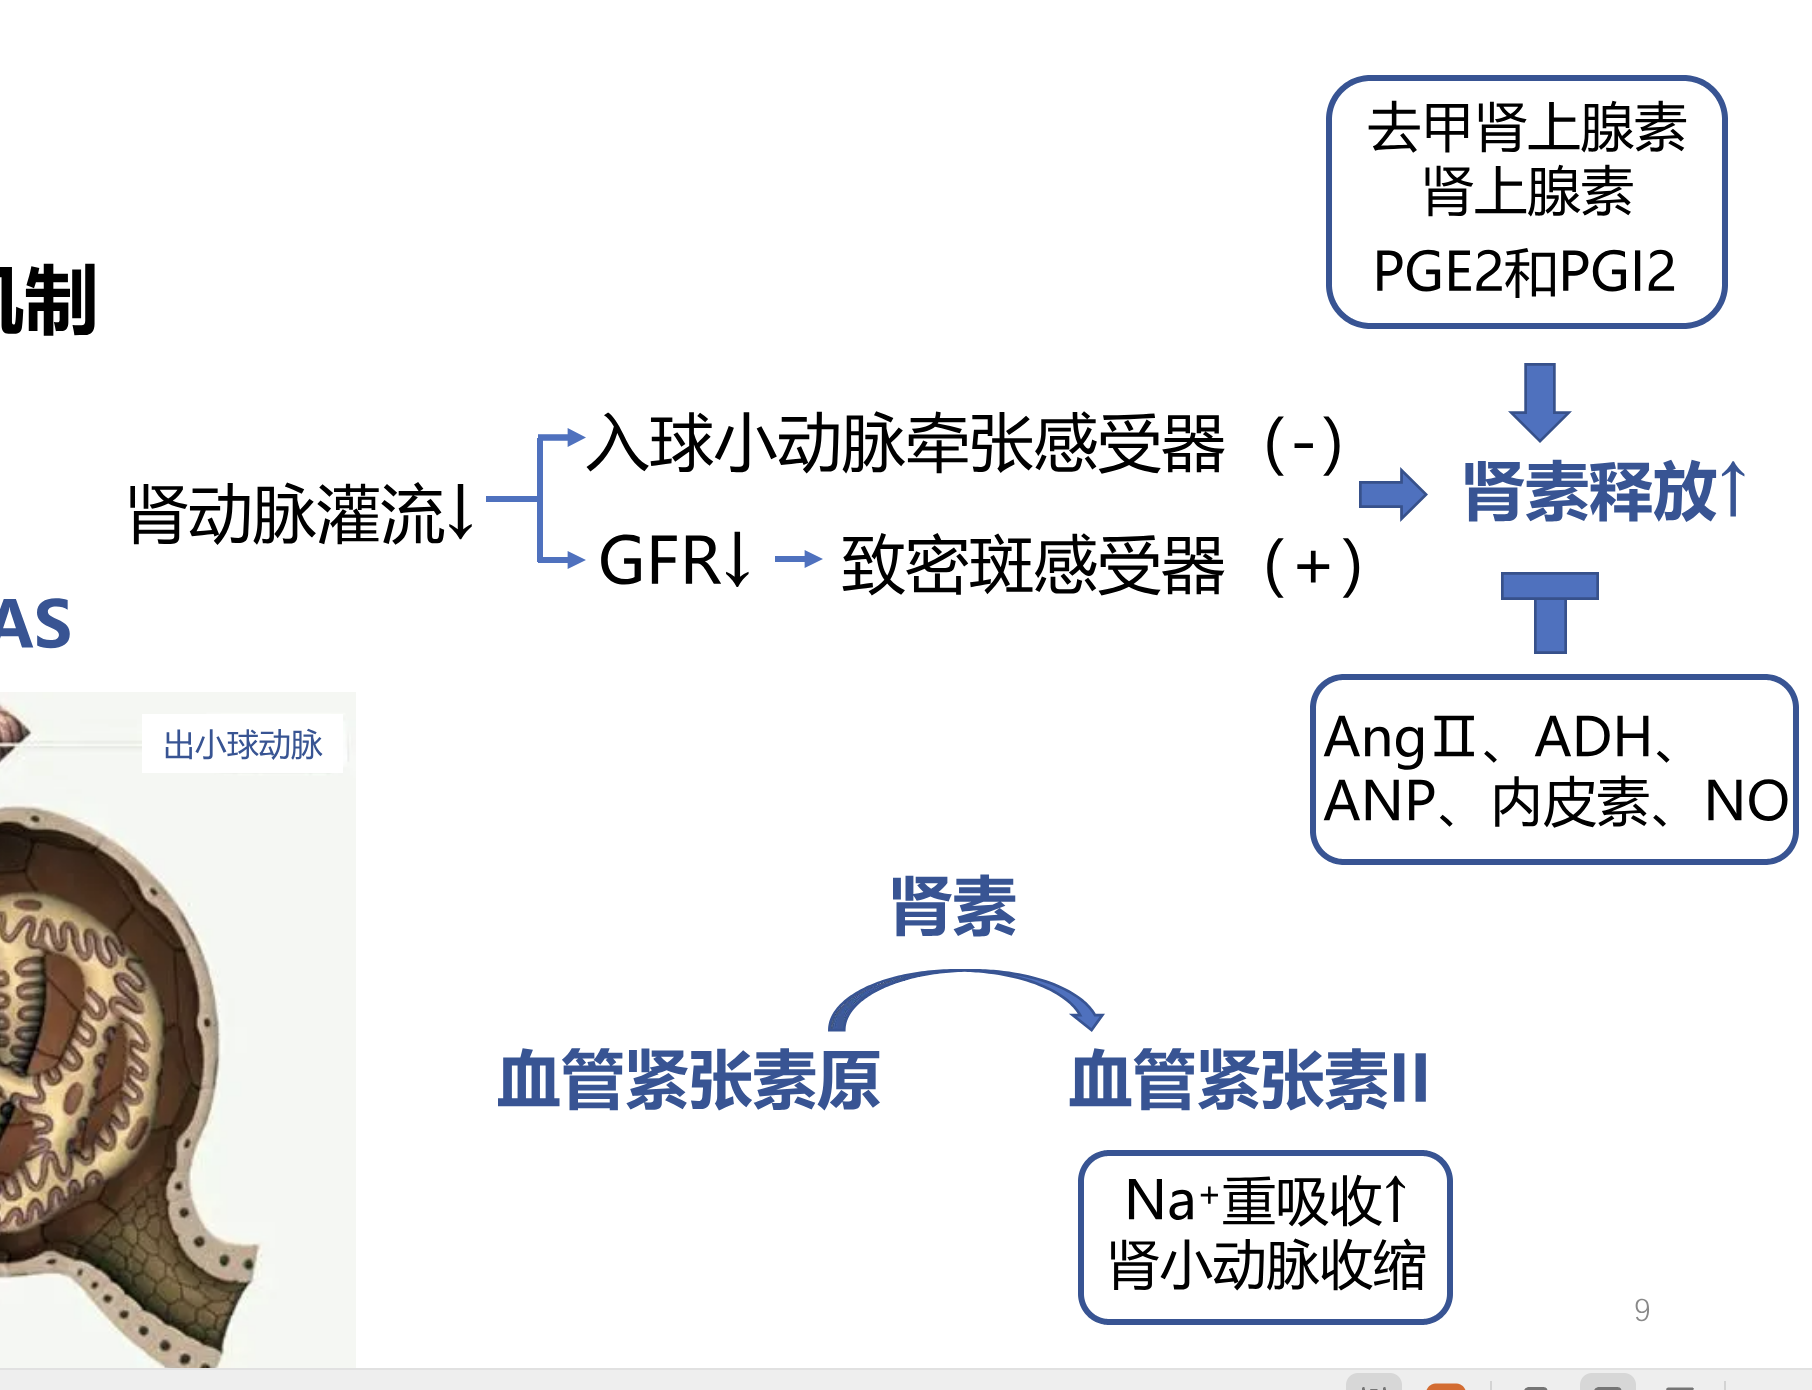 去甲肾上腺素
肾上腺素
PGE2和PGI2
制
入球小动脉牵张感受器（-）
肾动脉灌流↓
肾素释放↑
GFR↓
致密斑感受器（+）
AS
出小球动脉
AngⅡ、ADH、
ANP、内皮素、NO
肾素
血管紧张素原
血管紧张素II
Na⁺重吸收↑
肾小动脉收缩
9